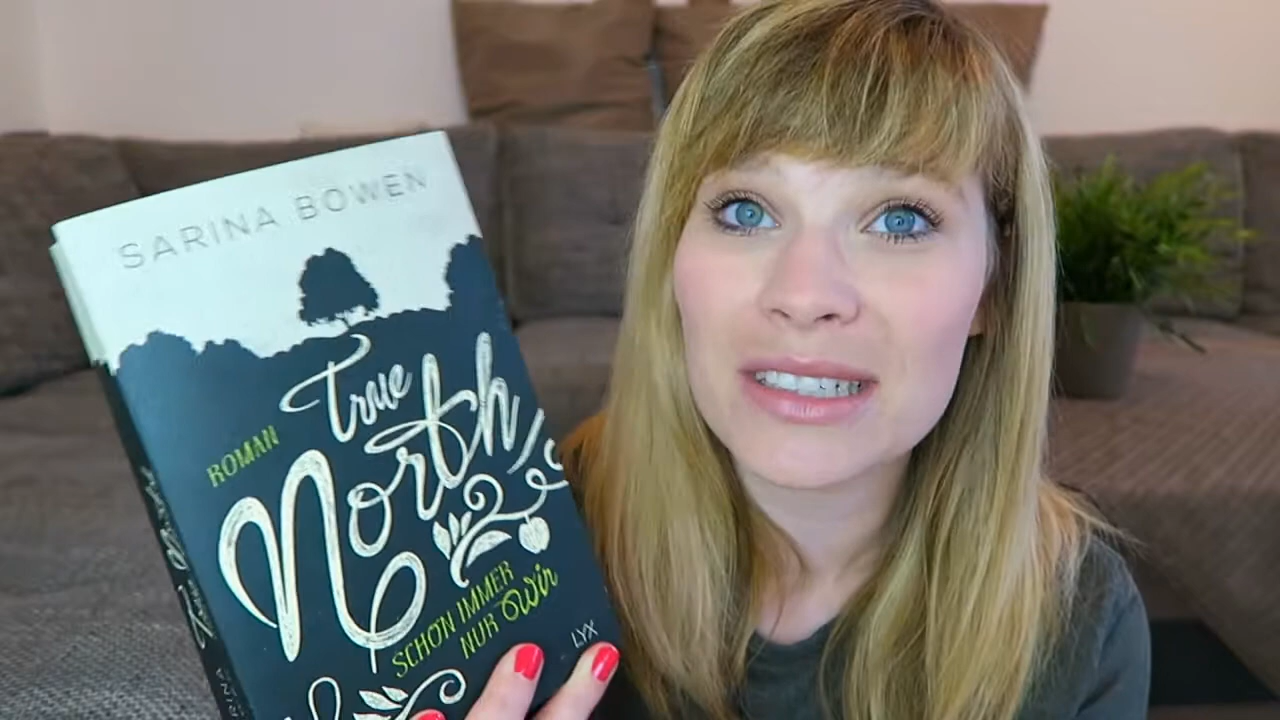 SARINA BOWEN
True
ROMAN
North
SCHON IMMER
NUR Wir
LYX